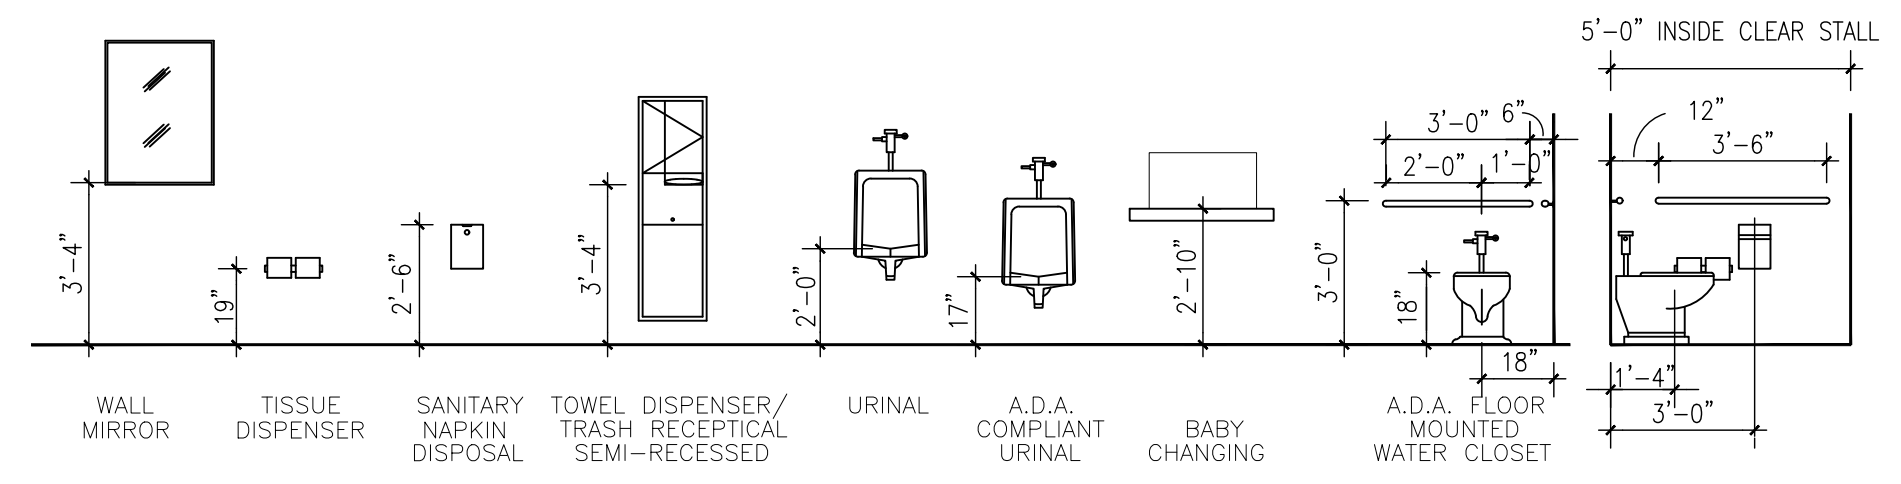 5'-0" INSIDE CLEAR STALL
3'-0"
6"
12"
3'-6"
2'-0"
1'-0"
3'-4"
19"
2'-6"
3'-4"
2'-0"
17"
2'-10"
3'-0"
18"
18"
1'-4"
3'-0"
WALL
MIRROR
TISSUE
DISPENSER
SANITARY
NAPKIN
DISPOSAL
TOWEL DISPENSER/
TRASH RECEPTICAL
SEMI-RECESSED
URINAL
A.D.A.
COMPLIANT
URINAL
BABY
CHANGING
A.D.A. FLOOR
MOUNTED
WATER CLOSET